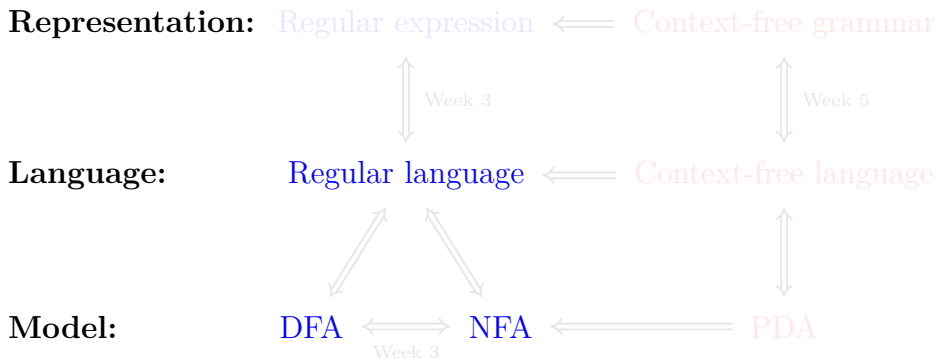 Representation: Regular expression Context-free grammar
Week 3 Week 5
Language: Regular language Context-free language
Model: DFA NFA PDA
Week 3